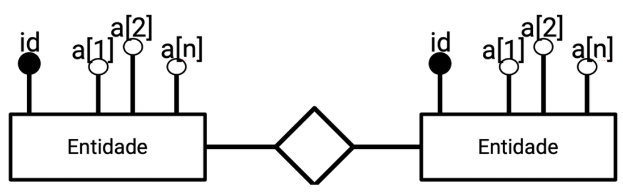 id a[1] a[2] a[n]
Entidade
id a[1] a[2] a[n]
Entidade